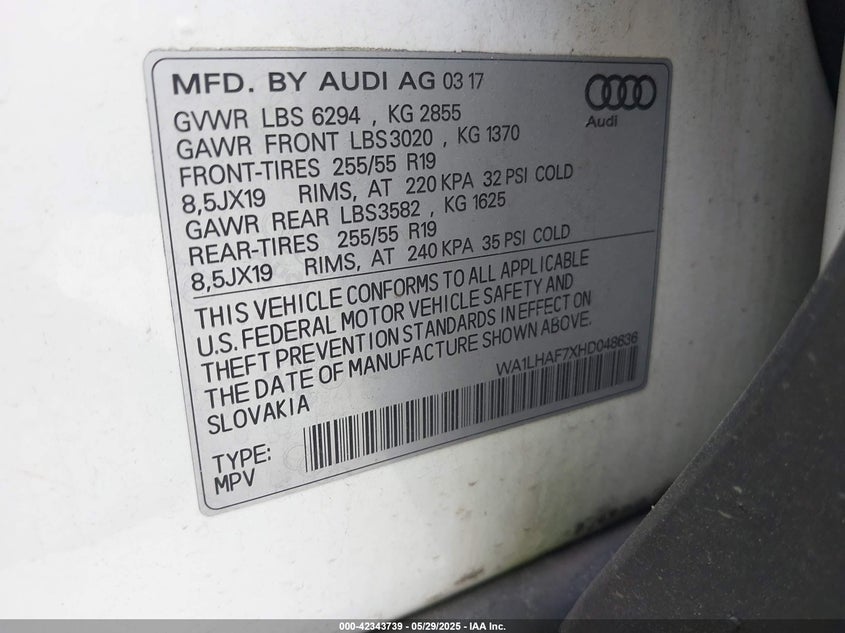 MFD. BY AUDI AG 03 17
Audi
GVWR LBS 6294 , KG 2855
GAWR FRONT LBS3020 , KG 1370
FRONT-TIRES 255/55 R19
8,5JX19 RIMS, AT 220 KPA 32 PSI COLD
GAWR REAR LBS3582 , KG 1625
REAR-TIRES 255/55 R19
8,5JX19 RIMS, AT 240 KPA 35 PSI COLD
THIS VEHICLE CONFORMS TO ALL APPLICABLE
U.S. FEDERAL MOTOR VEHICLE SAFETY AND
THEFT PREVENTION STANDARDS IN EFFECT ON
THE DATE OF MANUFACTURE SHOWN ABOVE.
SLOVAKIA
WA1LHAF7XHD048636
TYPE:
MPV
000-42343739 — 05/29/2025 — IAA Inc.